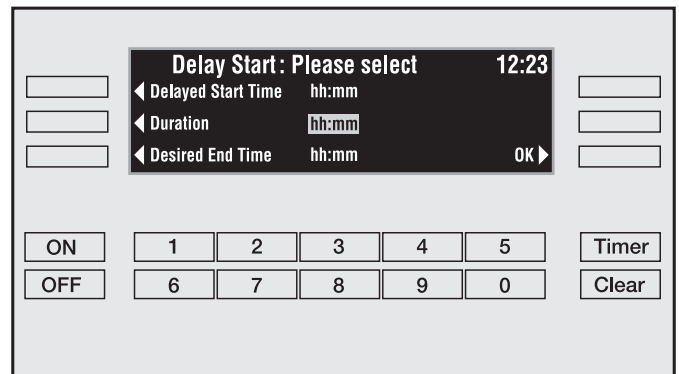 Delay Start: Please select 12:23
Delayed Start Time hh:mm
Duration hh:mm
Desired End Time hh:mm OK
ON 1 2 3 4 5 Timer
OFF 6 7 8 9 0 Clear